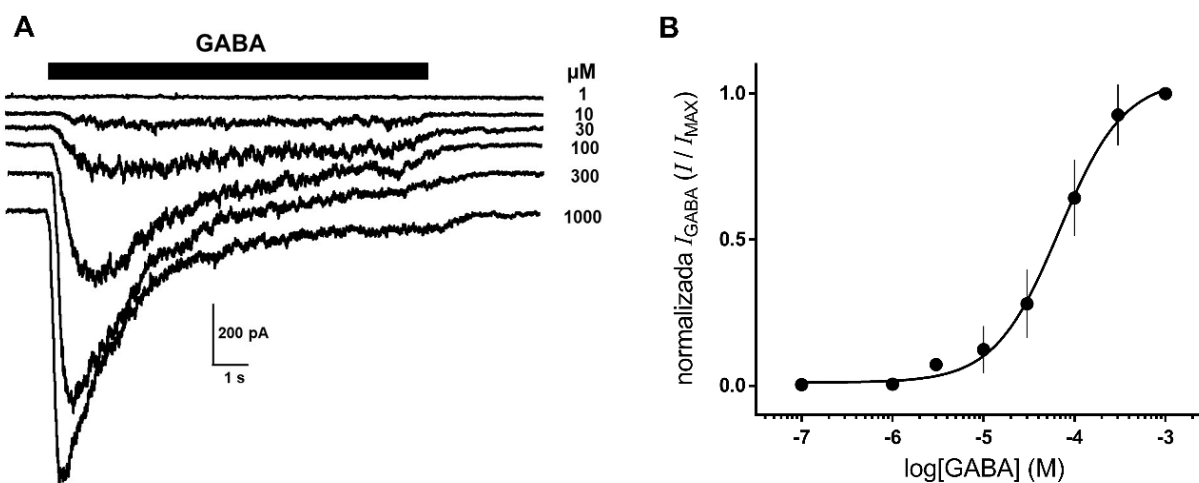 A
GABA
µM
1
10
30
100
300
1000
200 pA
1 s
B
normalizada I_GABA (I / I_MAX)
1.0
0.5
0.0
-7 -6 -5 -4 -3
log[GABA] (M)